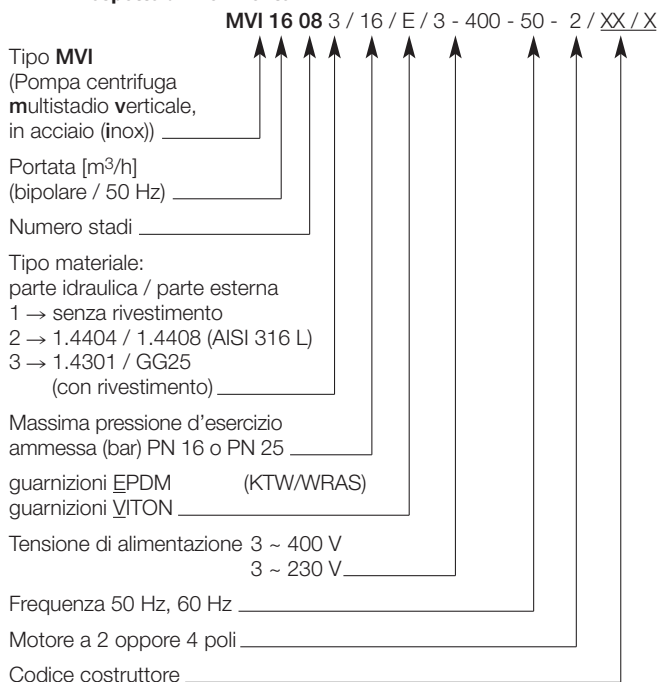 MVI 16 08 3 / 16 / E / 3 - 400 - 50 - 2 / XX / X
Tipo MVI
(Pompa centrifuga
multistadio verticale,
in acciaio (inox))
Portata [m³/h]
(bipolare / 50 Hz)
Numero stadi
Tipo materiale:
parte idraulica / parte esterna
1 → senza rivestimento
2 → 1.4404 / 1.4408 (AISI 316 L)
3 → 1.4301 / GG25
(con rivestimento)
Massima pressione d'esercizio
ammessa (bar) PN 16 o PN 25
guarnizioni EPDM (KTW/WRAS)
guarnizioni VITON
Tensione di alimentazione 3 ~ 400 V
3 ~ 230 V
Frequenza 50 Hz, 60 Hz
Motore a 2 oppore 4 poli
Codice costruttore